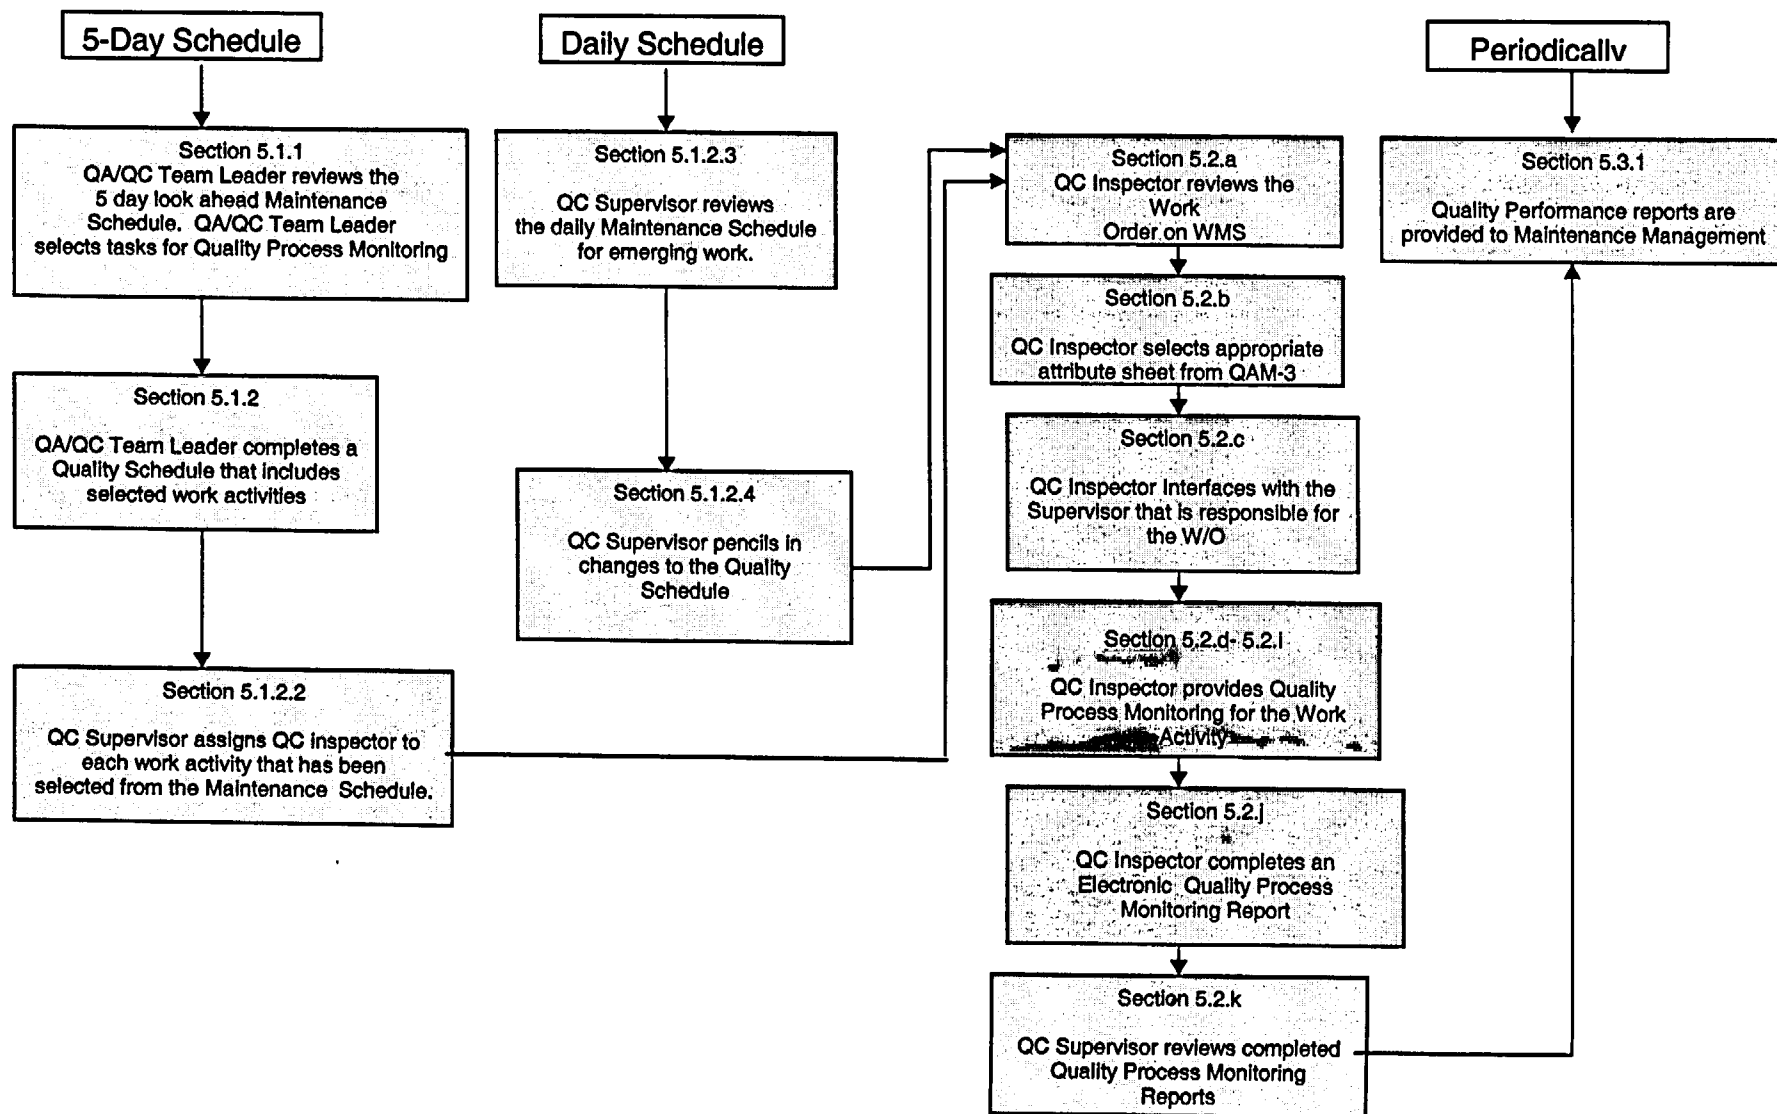 5-Day Schedule
Section 5.1.1
QA/QC Team Leader reviews the
5 day look ahead Maintenance
Schedule. QA/QC Team Leader
selects tasks for Quality Process Monitoring
Section 5.1.2
QA/QC Team Leader completes a
Quality Schedule that includes
selected work activities
Section 5.1.2.2
QC Supervisor assigns QC inspector to
each work activity that has been
selected from the Maintenance Schedule.
Daily Schedule
Section 5.1.2.3
QC Supervisor reviews
the daily Maintenance Schedule
for emerging work.
Section 5.1.2.4
QC Supervisor pencils in
changes to the Quality
Schedule
Section 5.2.a
QC Inspector reviews the
Work
Order on WMS
Section 5.2.b
QC Inspector selects appropriate
attribute sheet from QAM-3
Section 5.2.c
QC Inspector Interfaces with the
Supervisor that is responsible for
the W/O
Section 5.2.d- 5.2.i
QC Inspector provides Quality
Process Monitoring for the Work
Activity
Section 5.2.j
QC Inspector completes an
Electronic Quality Process
Monitoring Report
Section 5.2.k
QC Supervisor reviews completed
Quality Process Monitoring
Reports
Periodically
Section 5.3.1
Quality Performance reports are
provided to Maintenance Management